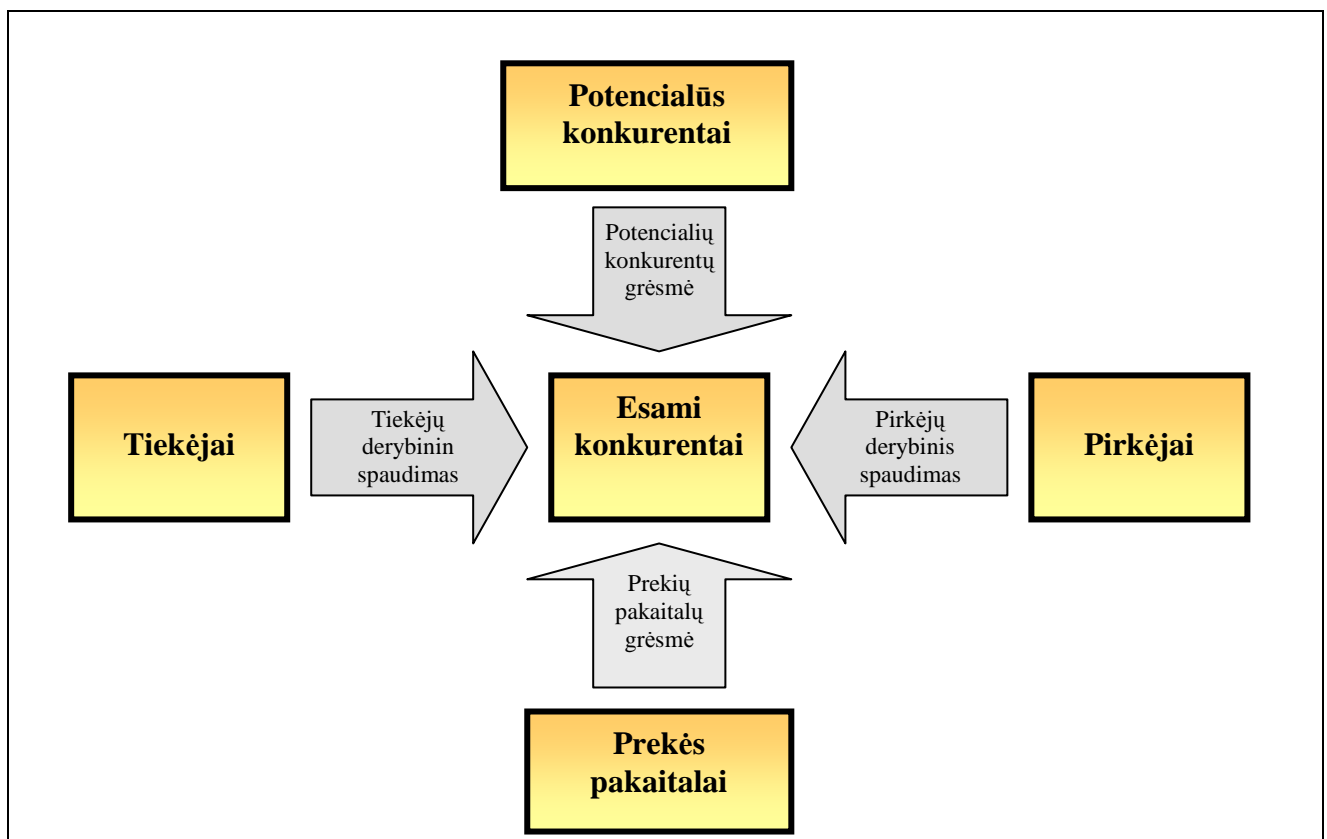 Potencialūs
konkurentai
Potencialių
konkurentų
grėsmė
Tiekėjai
Tiekėjų
derybinin
spaudimas
Esami
konkurentai
Pirkėjų
derybinis
spaudimas
Pirkėjai
Prekių
pakaitalų
grėsmė
Prekės
pakaitalai